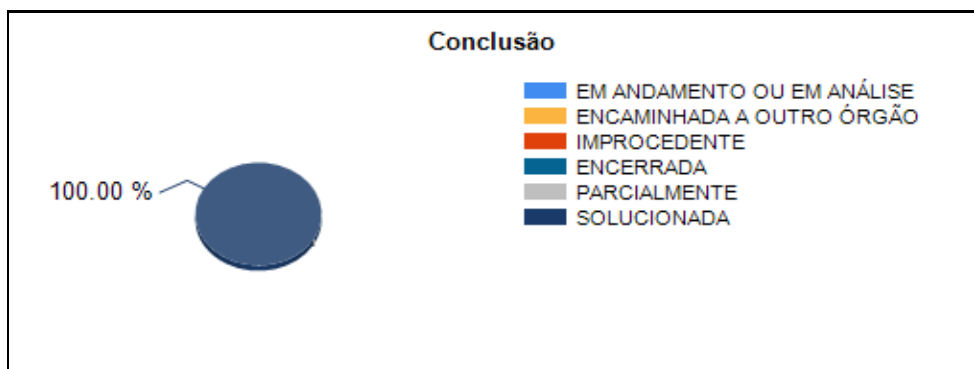 Conclusão
100.00 %
EM ANDAMENTO OU EM ANÁLISE
ENCAMINHADA A OUTRO ÓRGÃO
IMPROCEDENTE
ENCERRADA
PARCIALMENTE
SOLUCIONADA